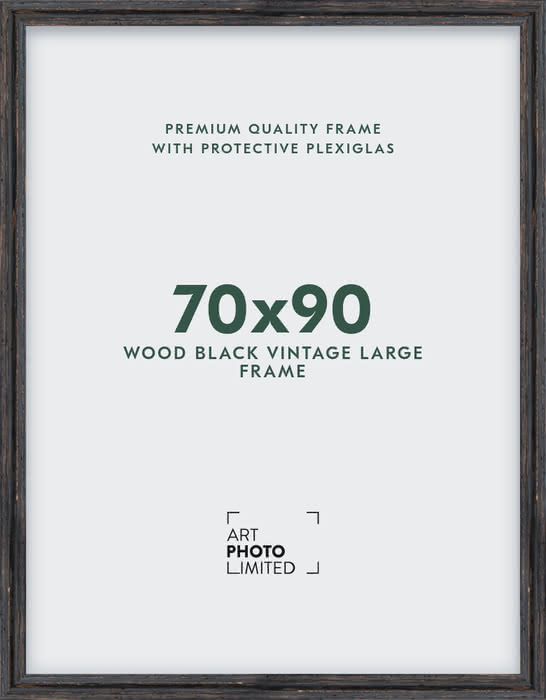 PREMIUM QUALITY FRAME
WITH PROTECTIVE PLEXIGLAS
70x90
WOOD BLACK VINTAGE LARGE
FRAME
ART
PHOTO
LIMITED